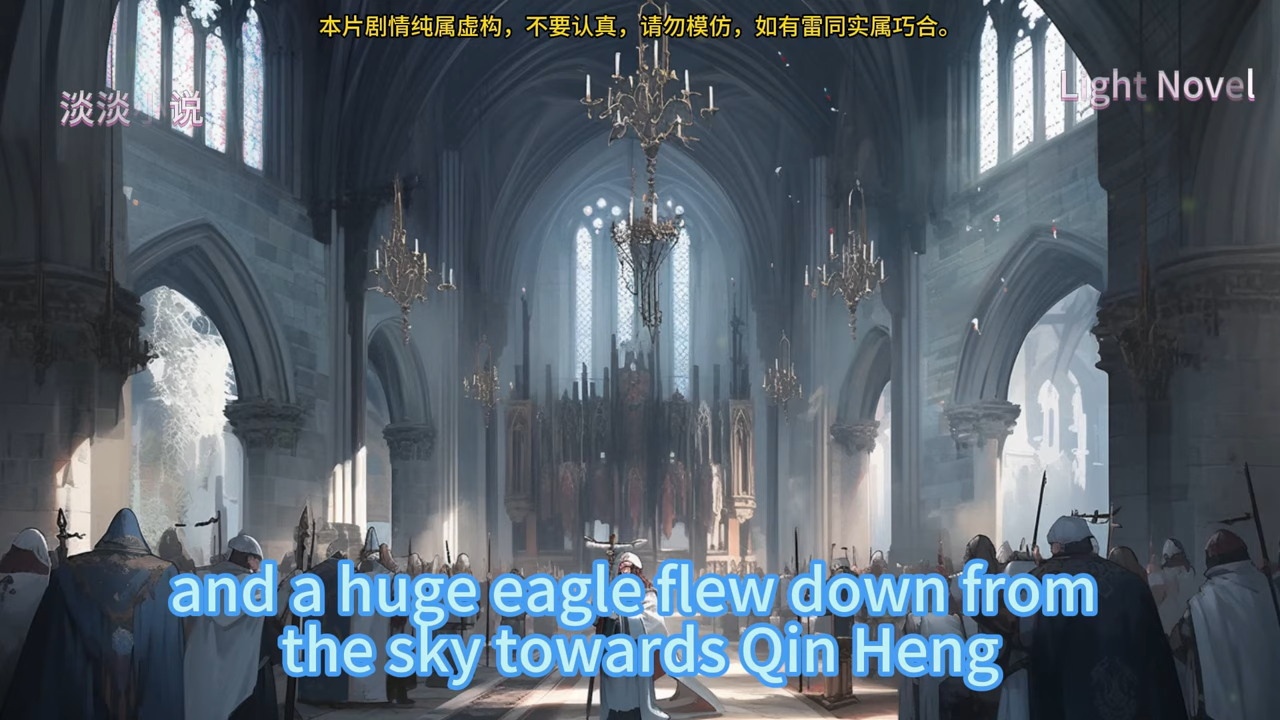 本片剧情纯属虚构，不要认真，请勿模仿，如有雷同实属巧合。
淡淡小说
Light Novel
and a huge eagle flew down from
the sky towards Qin Heng